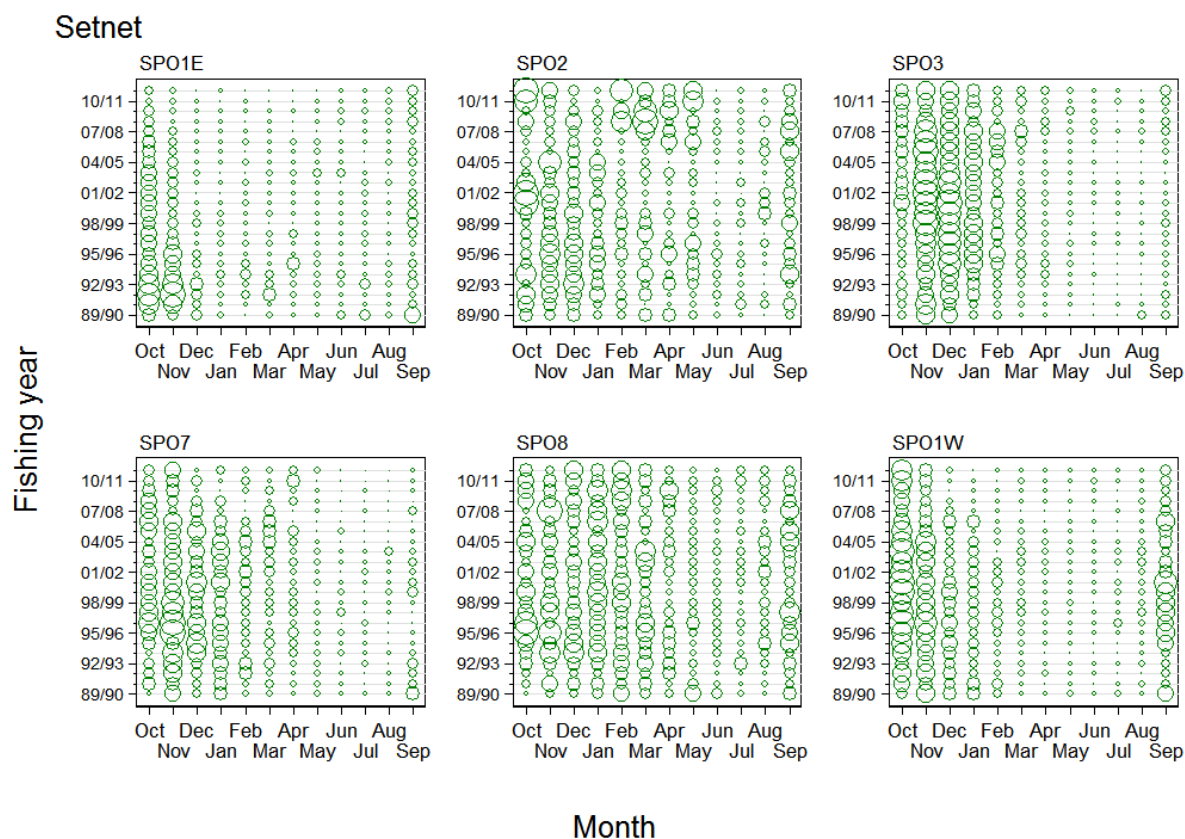 Setnet
SPO1E
SPO2
SPO3
10/11
07/08
04/05
01/02
98/99
95/96
92/93
89/90
10/11
07/08
04/05
01/02
98/99
95/96
92/93
89/90
10/11
07/08
04/05
01/02
98/99
95/96
92/93
89/90
Oct Dec Feb Apr Jun Aug
Nov Jan Mar May Jul Sep
Oct Dec Feb Apr Jun Aug
Nov Jan Mar May Jul Sep
Oct Dec Feb Apr Jun Aug
Nov Jan Mar May Jul Sep
Fishing year
SPO7
SPO8
SPO1W
10/11
07/08
04/05
01/02
98/99
95/96
92/93
89/90
10/11
07/08
04/05
01/02
98/99
95/96
92/93
89/90
10/11
07/08
04/05
01/02
98/99
95/96
92/93
89/90
Oct Dec Feb Apr Jun Aug
Nov Jan Mar May Jul Sep
Oct Dec Feb Apr Jun Aug
Nov Jan Mar May Jul Sep
Oct Dec Feb Apr Jun Aug
Nov Jan Mar May Jul Sep
Month